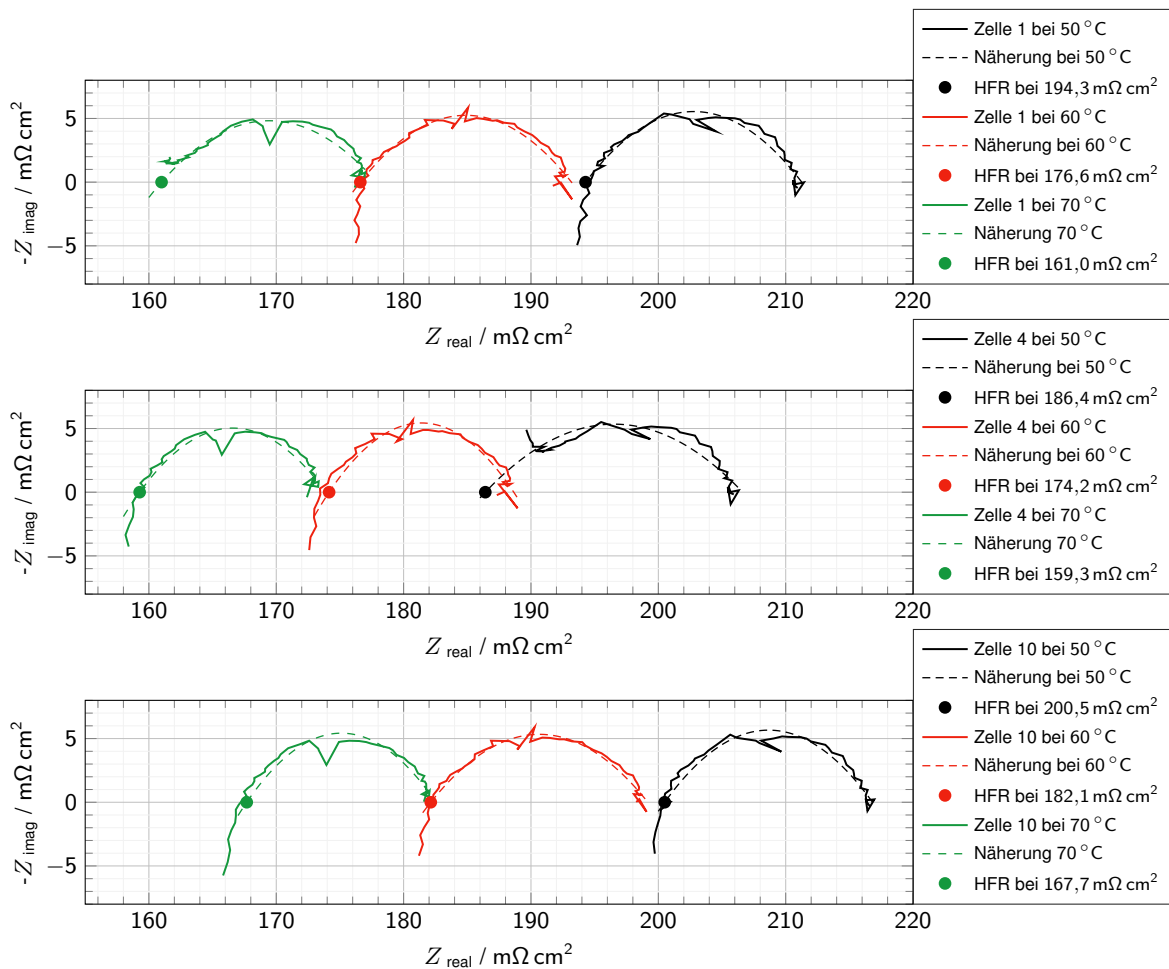 Zelle 1 bei 50 °C
Näherung bei 50 °C
HFR bei 194,3 mΩ cm²
Zelle 1 bei 60 °C
Näherung bei 60 °C
HFR bei 176,6 mΩ cm²
Zelle 1 bei 70 °C
Näherung 70 °C
HFR bei 161,0 mΩ cm²
-Z imag / mΩ cm²
5
0
−5
160 170 180 190 200 210 220
Z real / mΩ cm²
Zelle 4 bei 50 °C
Näherung bei 50 °C
HFR bei 186,4 mΩ cm²
Zelle 4 bei 60 °C
Näherung bei 60 °C
HFR bei 174,2 mΩ cm²
Zelle 4 bei 70 °C
Näherung 70 °C
HFR bei 159,3 mΩ cm²
-Z imag / mΩ cm²
5
0
−5
160 170 180 190 200 210 220
Z real / mΩ cm²
Zelle 10 bei 50 °C
Näherung bei 50 °C
HFR bei 200,5 mΩ cm²
Zelle 10 bei 60 °C
Näherung bei 60 °C
HFR bei 182,1 mΩ cm²
Zelle 10 bei 70 °C
Näherung 70 °C
HFR bei 167,7 mΩ cm²
-Z imag / mΩ cm²
5
0
−5
160 170 180 190 200 210 220
Z real / mΩ cm²